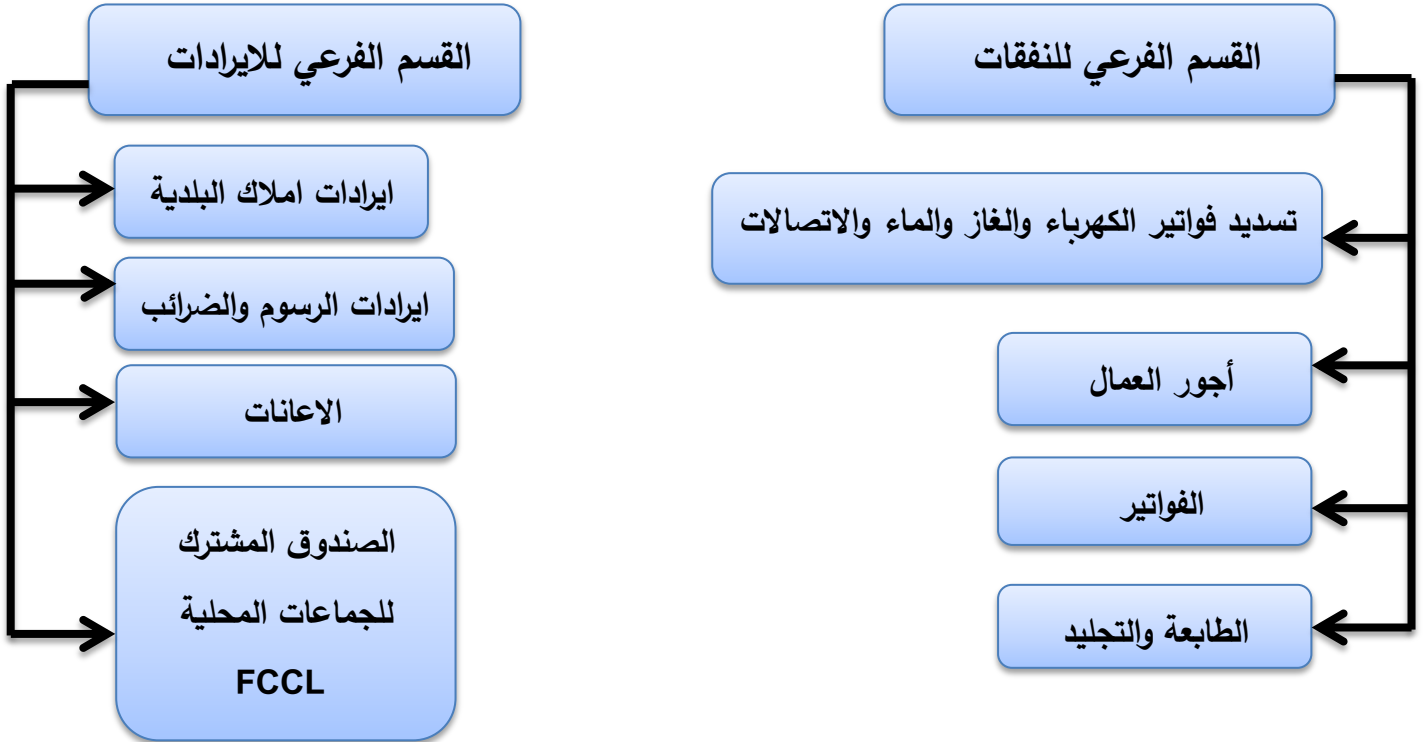 القسم الفرعي للنفقات
تسديد فواتير الكهرباء والغاز والماء والاتصالات
أجور العمال
الفواتير
الطابعة والتجليد
القسم الفرعي للايرادات
ايرادات املاك البلدية
ايرادات الرسوم والضرائب
الاعانات
الصندوق المشترك
للجماعات المحلية
FCCL